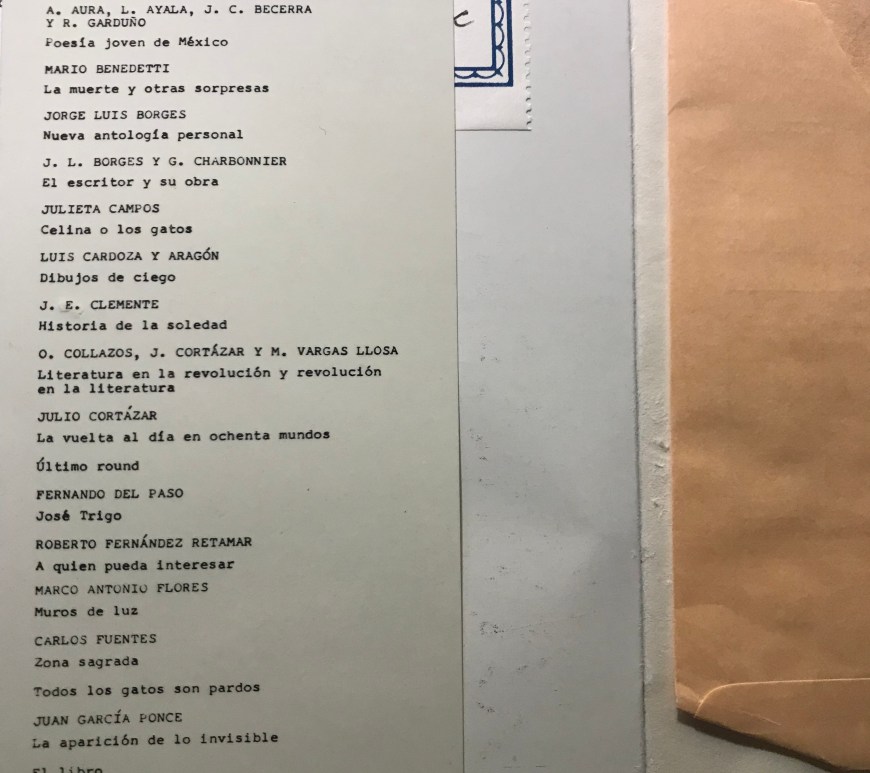 A. AURA, L. AYALA, J. C. BECERRA
Y R. GARDUÑO
Poesía joven de México
MARIO BENEDETTI
La muerte y otras sorpresas
JORGE LUIS BORGES
Nueva antología personal
J. L. BORGES Y G. CHARBONNIER
El escritor y su obra
JULIETA CAMPOS
Celina o los gatos
LUIS CARDOZA Y ARAGÓN
Dibujos de ciego
J. E. CLEMENTE
Historia de la soledad
O. COLLAZOS, J. CORTÁZAR Y M. VARGAS LLOSA
Literatura en la revolución y revolución
en la literatura
JULIO CORTÁZAR
La vuelta al día en ochenta mundos
Último round
FERNANDO DEL PASO
José Trigo
ROBERTO FERNÁNDEZ RETAMAR
A quien pueda interesar
MARCO ANTONIO FLORES
Muros de luz
CARLOS FUENTES
Zona sagrada
Todos los gatos son pardos
JUAN GARCÍA PONCE
La aparición de lo invisible
El libro